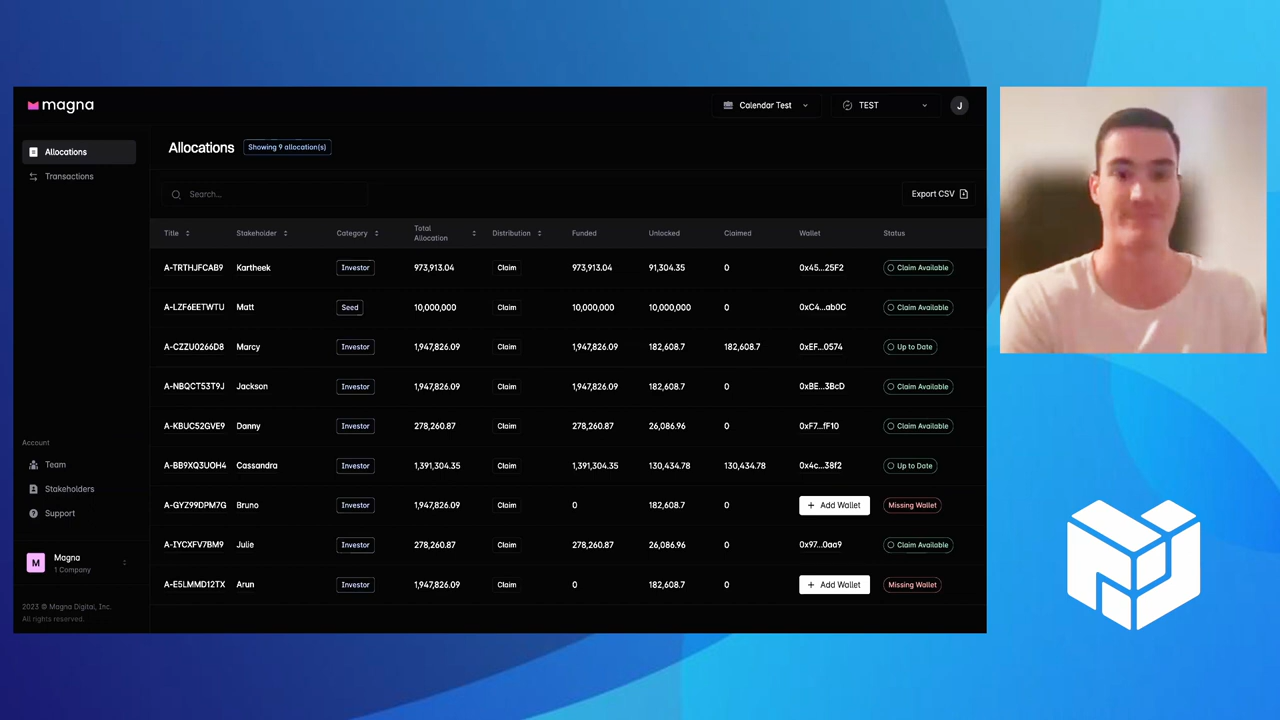 magna
Calendar Test
TEST
J
Allocations
Transactions
Allocations
Showing 9 allocation(s)
Search...
Export CSV
Title Stakeholder Category Total Allocation Distribution Funded Unlocked Claimed Wallet Status
A-TRTHJFCAB9 Kartheek Investor 973,913.04 Claim 973,913.04 91,304.35 0 0x45...25F2 Claim Available
A-LZF6EETWTU Matt Seed 10,000,000 Claim 10,000,000 10,000,000 0 0xC4...ab0C Claim Available
A-CZZU0266D8 Marcy Investor 1,947,826.09 Claim 1,947,826.09 182,608.7 182,608.7 0xEF...0574 Up to Date
A-NBQCT53T9J Jackson Investor 1,947,826.09 Claim 1,947,826.09 182,608.7 0 0xBE...3BcD Claim Available
A-KBUC52GVE9 Danny Investor 278,260.87 Claim 278,260.87 26,086.96 0 0xF7...fF10 Claim Available
A-BB9XQ3UOH4 Cassandra Investor 1,391,304.35 Claim 1,391,304.35 130,434.78 130,434.78 0x4c...38f2 Up to Date
A-GYZ99DPM7G Bruno Investor 1,947,826.09 Claim 0 182,608.7 0 + Add Wallet Missing Wallet
A-IYCXFV7BM9 Julie Investor 278,260.87 Claim 278,260.87 26,086.96 0 0x97...0aa9 Claim Available
A-E5LMMD12TX Arun Investor 1,947,826.09 Claim 0 182,608.7 0 + Add Wallet Missing Wallet
Account
Team
Stakeholders
Support
M
Magna
1 Company
2023 © Magna Digital, Inc.
All rights reserved.